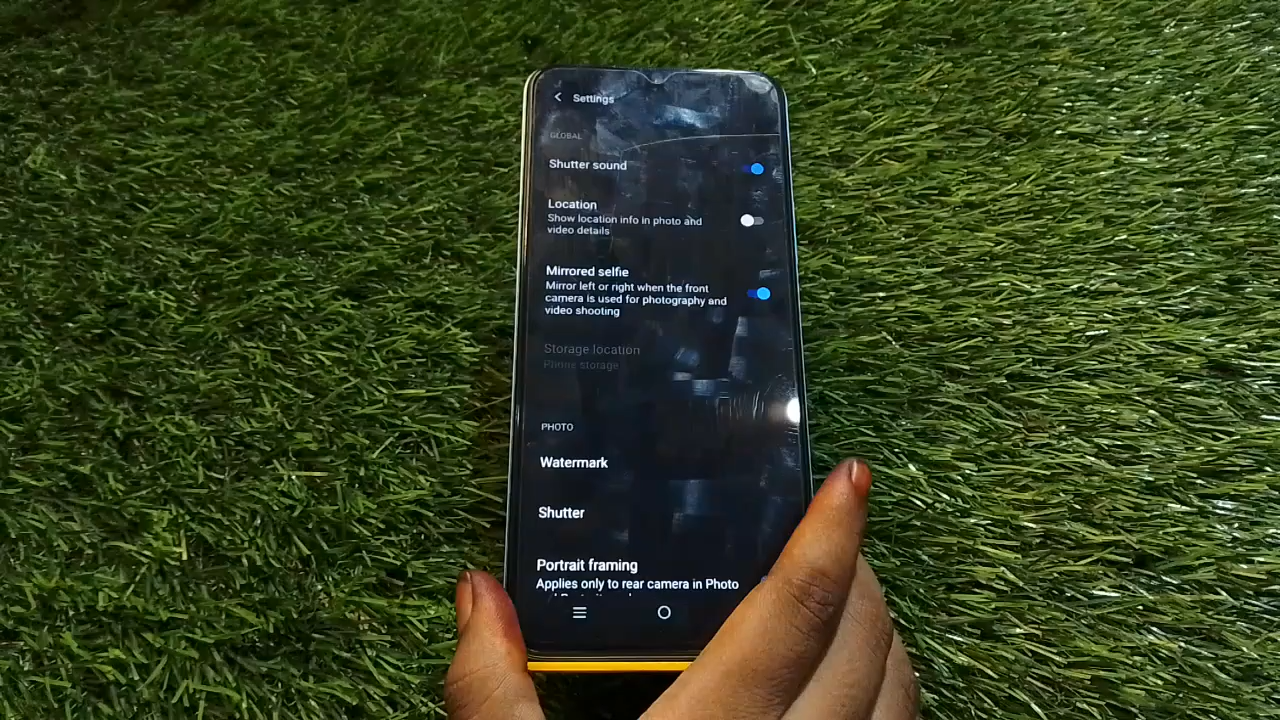 Settings
GLOBAL
Shutter sound
Location
Show location info in photo and
video details
Mirrored selfie
Mirror left or right when the front
camera is used for photography and
video shooting
Storage location
Phone storage
PHOTO
Watermark
Shutter
Portrait framing
Applies only to rear camera in Photo